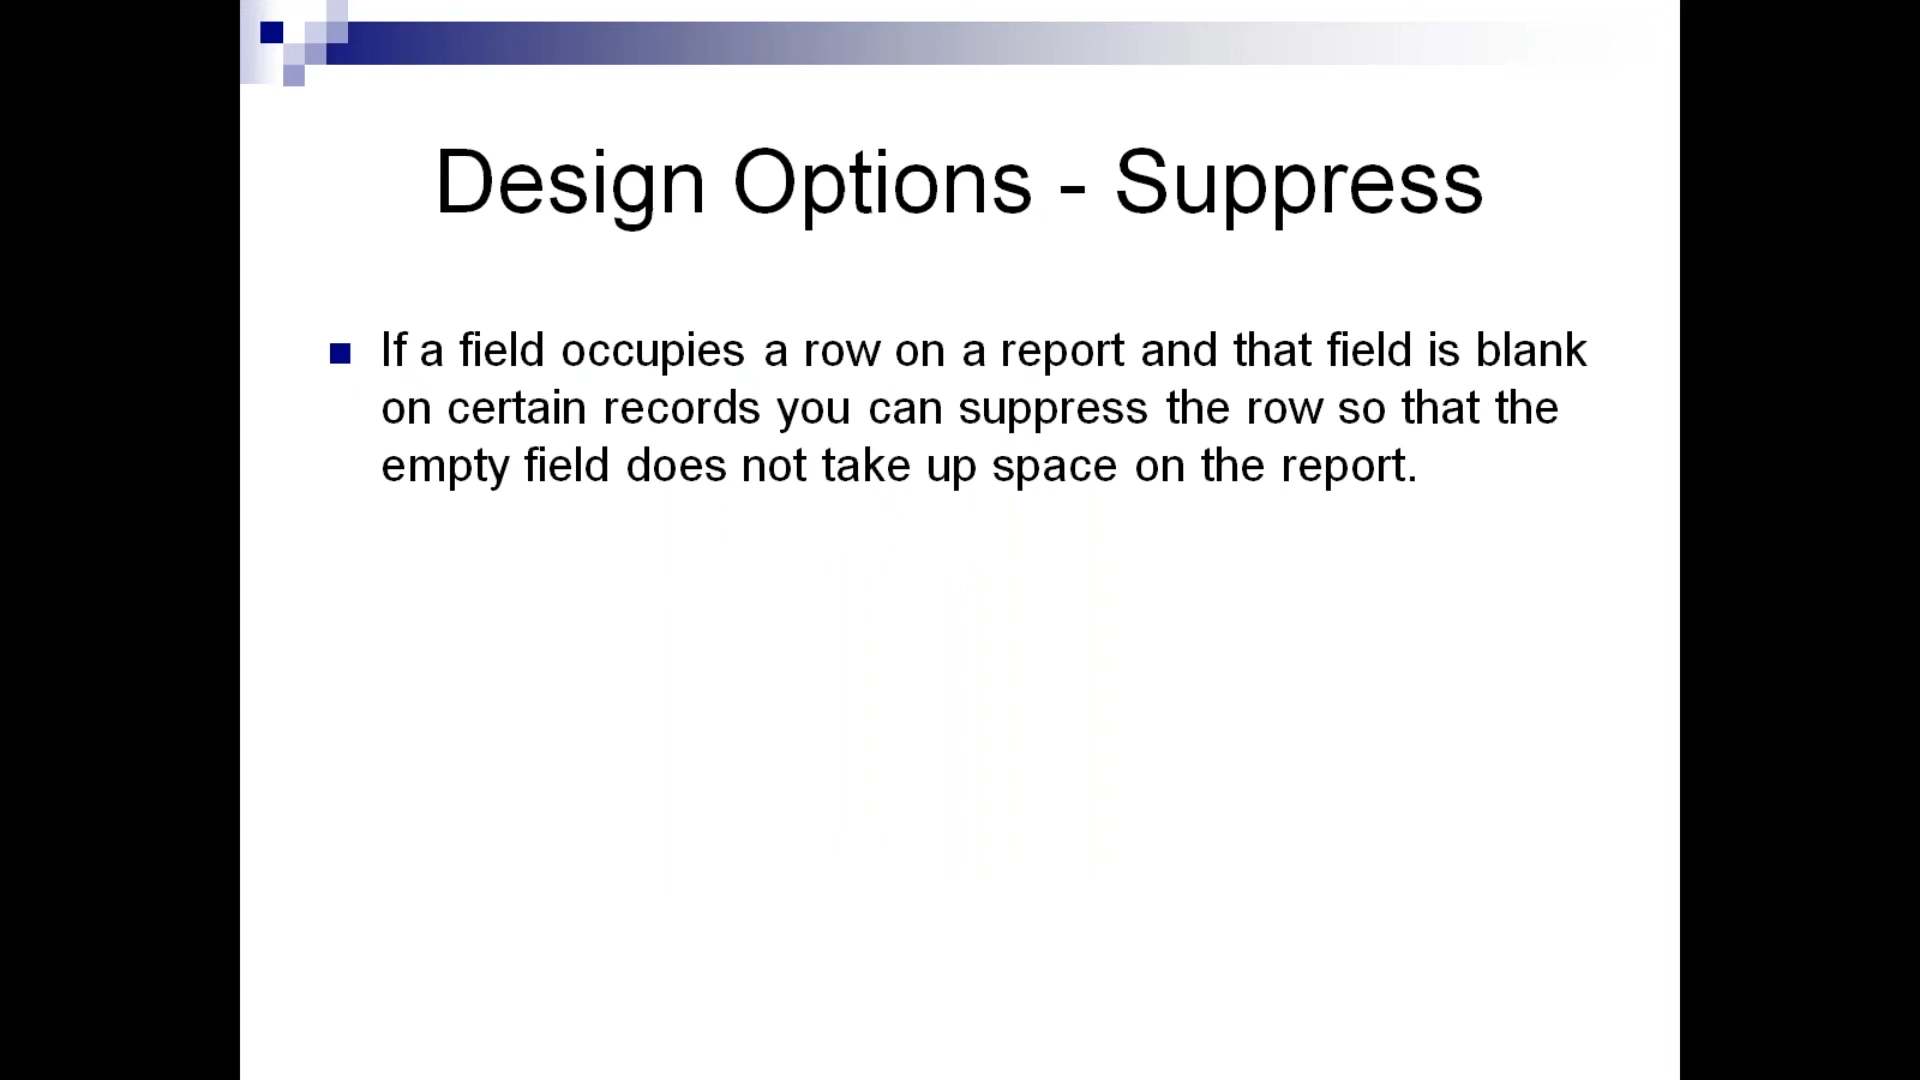 Design Options - Suppress
If a field occupies a row on a report and that field is blank
on certain records you can suppress the row so that the
empty field does not take up space on the report.